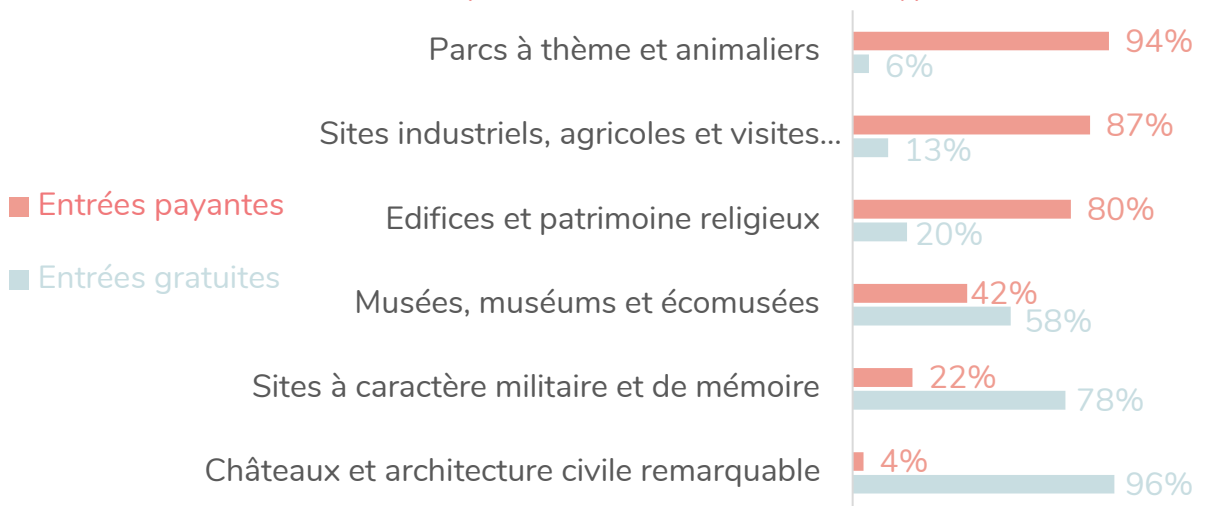 Parcs à thème et animaliers
94%
6%
Sites industriels, agricoles et visites...
87%
13%
Entrées payantes
Edifices et patrimoine religieux
80%
20%
Entrées gratuites
Musées, muséums et écomusées
42%
58%
Sites à caractère militaire et de mémoire
22%
78%
Châteaux et architecture civile remarquable
4%
96%